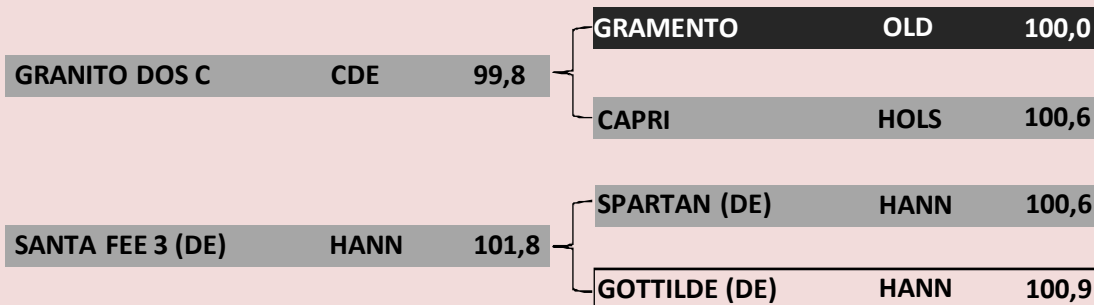 GRAMENTO OLD 100,0
GRANITO DOS C CDE 99,8
CAPRI HOLS 100,6
SPARTAN (DE) HANN 100,6
SANTA FEE 3 (DE) HANN 101,8
GOTTILDE (DE) HANN 100,9